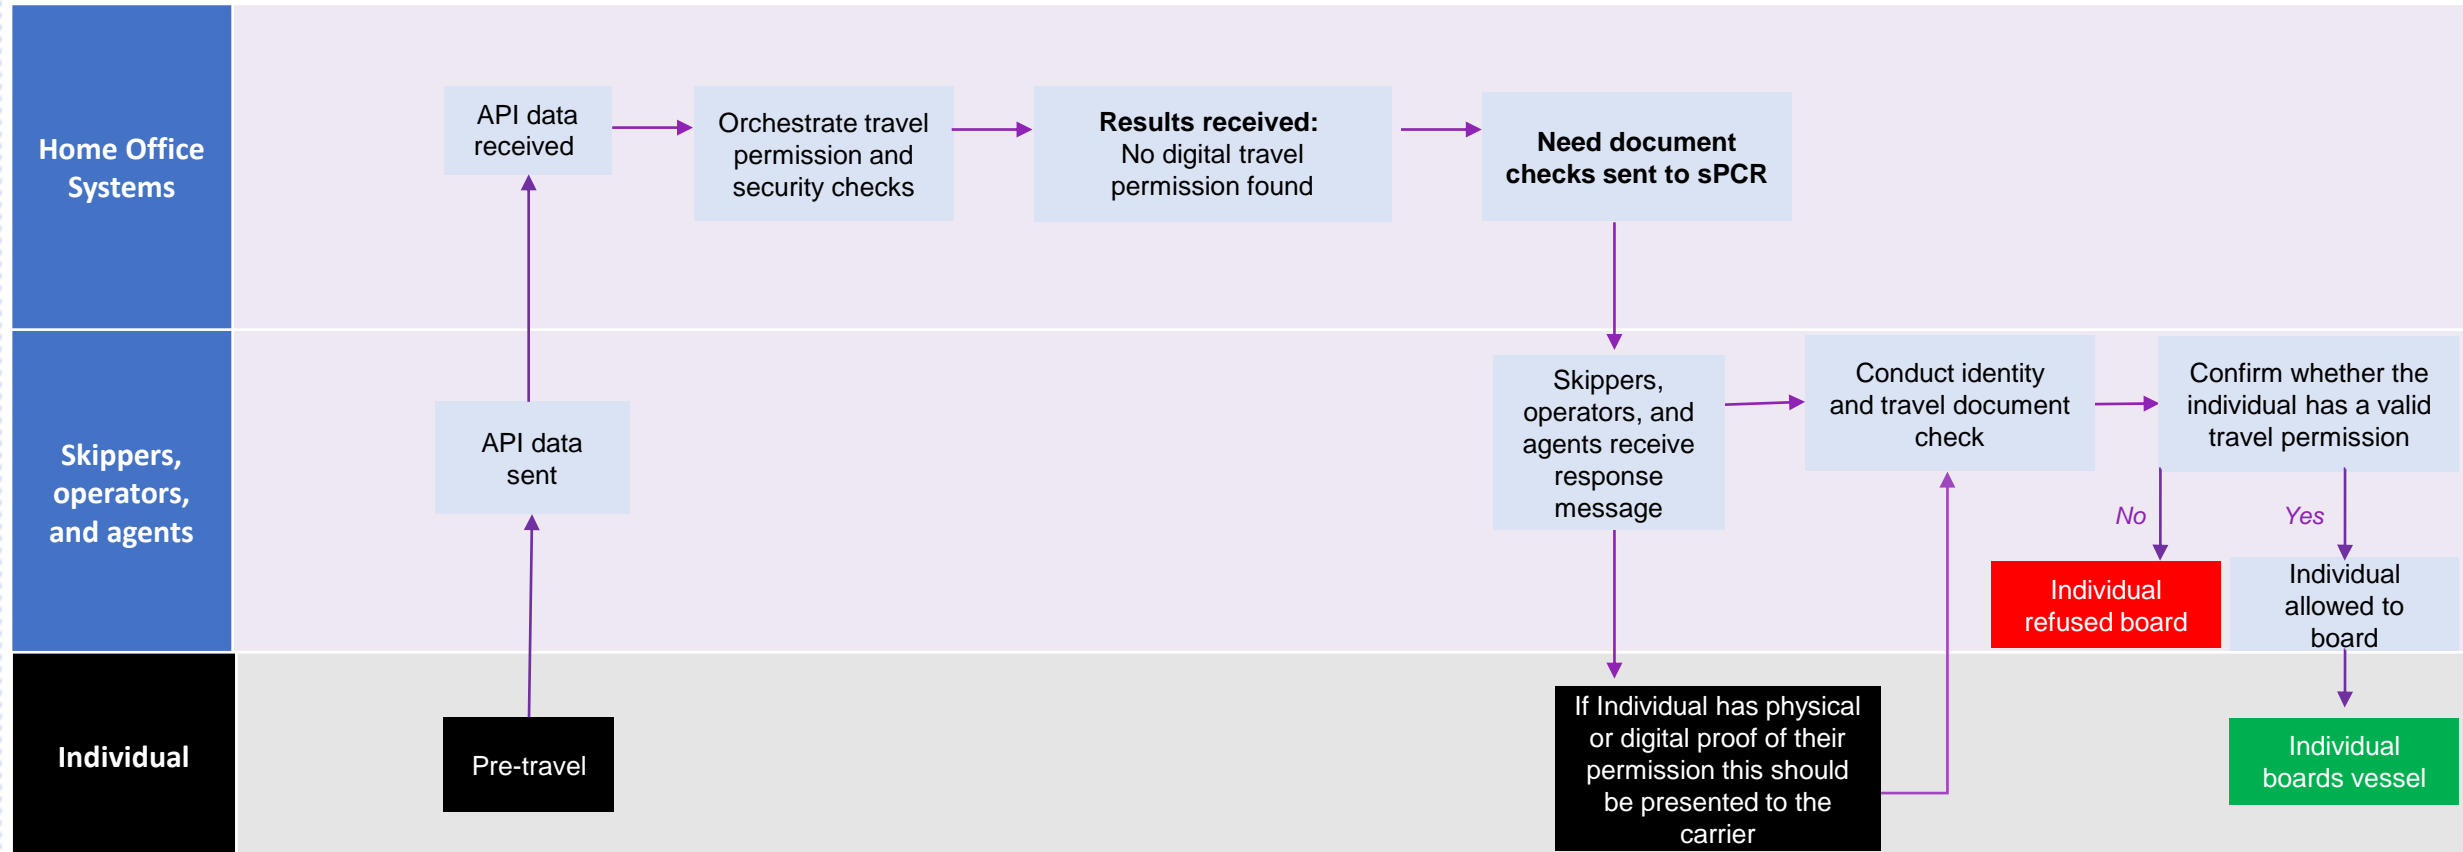 Home Office
Systems
API data
received
Orchestrate travel
permission and
security checks
Results received:
No digital travel
permission found
Need document
checks sent to sPCR
Skippers,
operators,
and agents
API data
sent
Skippers,
operators, and
agents receive
response
message
Conduct identity
and travel document
check
Confirm whether the
individual has a valid
travel permission
No
Yes
Individual
refused board
Individual
allowed to
board
Individual
Pre-travel
If Individual has physical
or digital proof of their
permission this should
be presented to the
carrier
Individual
boards vessel